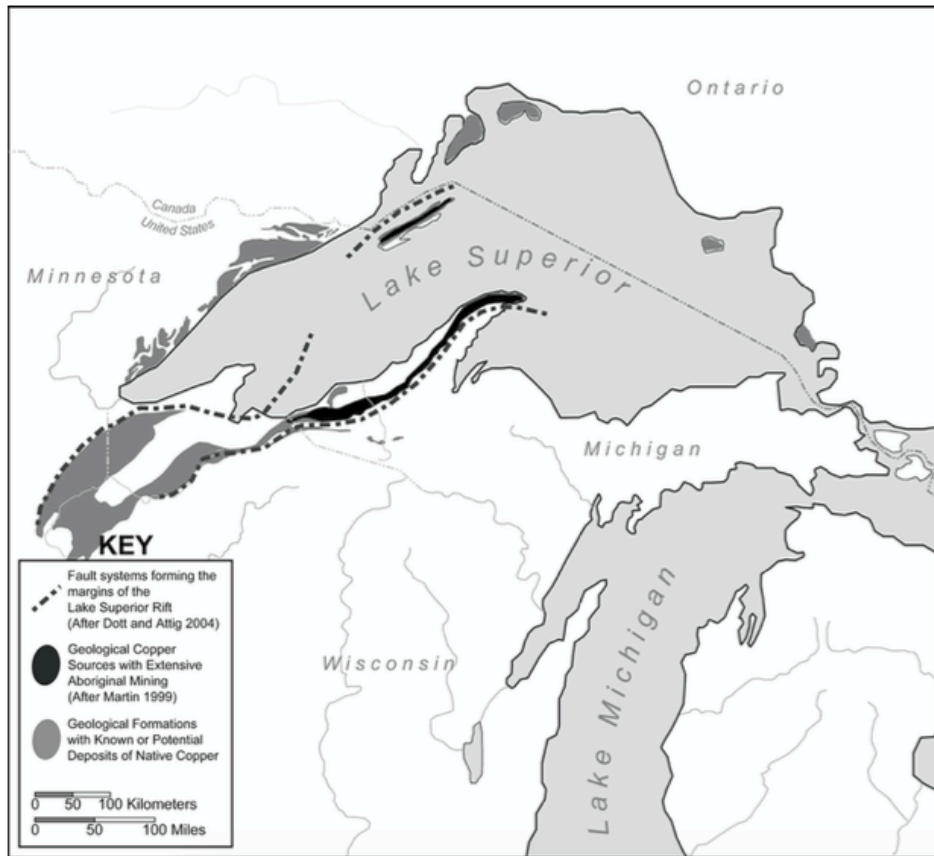 Ontario
Canada
United States
Minnesota
Lake Superior
Michigan
Wisconsin
Lake Michigan
KEY
Fault systems forming the
margins of the
Lake Superior Rift
(After Dott and Attig 2004)
Geological Copper
Sources with Extensive
Aboriginal Mining
(After Martin 1999)
Geological Formations
with Known or Potential
Deposits of Native Copper
0 50 100 Kilometers
0 50 100 Miles